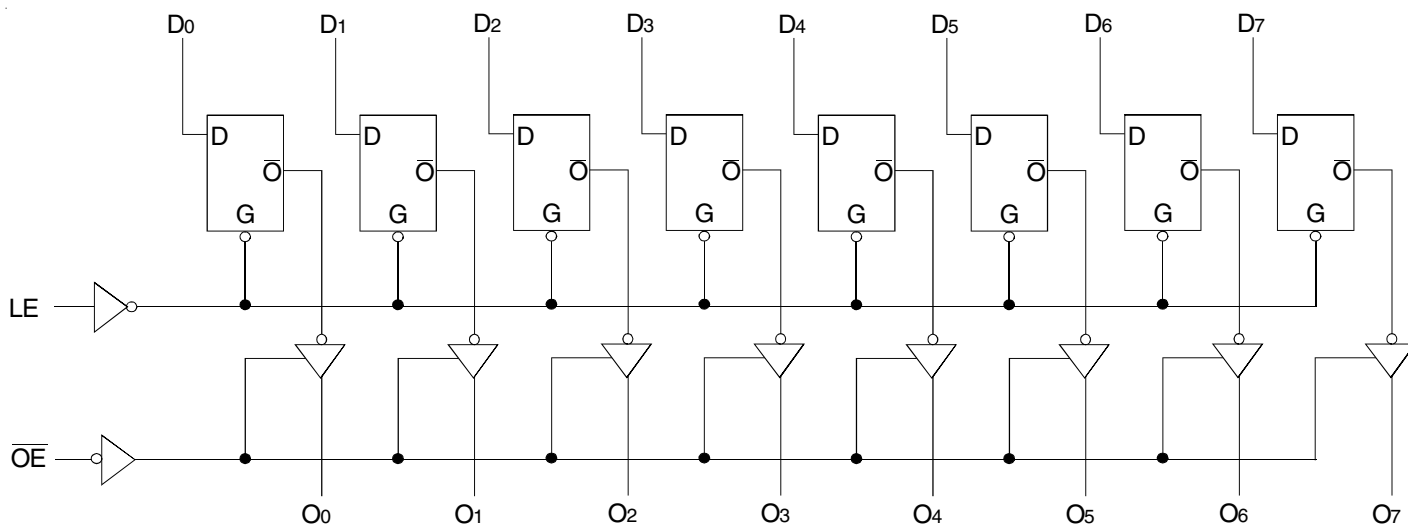 D0 D1 D2 D3 D4 D5 D6 D7
D D D D D D D D
O̅ O̅ O̅ O̅ O̅ O̅ O̅ O̅
G G G G G G G G
LE
O̅E̅
O0 O1 O2 O3 O4 O5 O6 O7